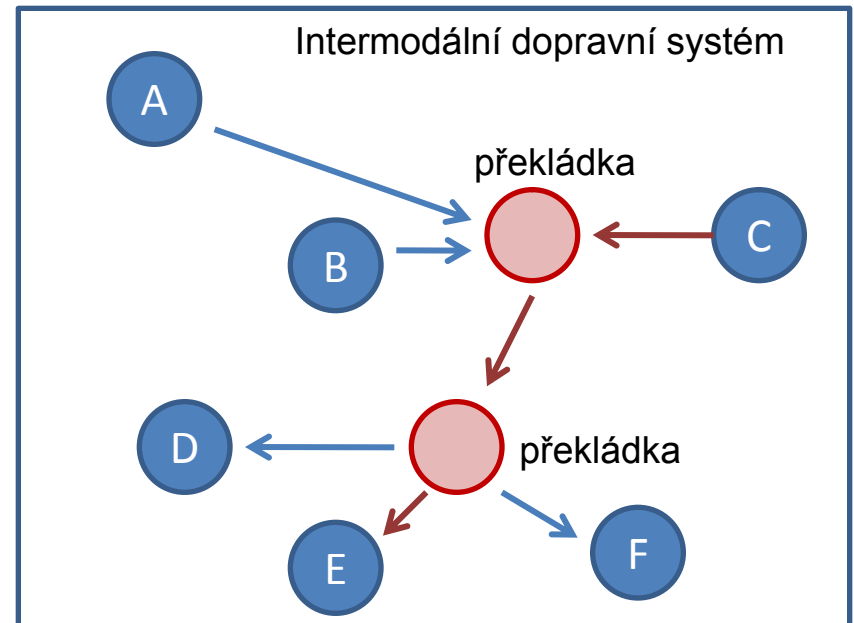 Intermodální dopravní systém
A
překládka
B
C
D
překládka
E
F